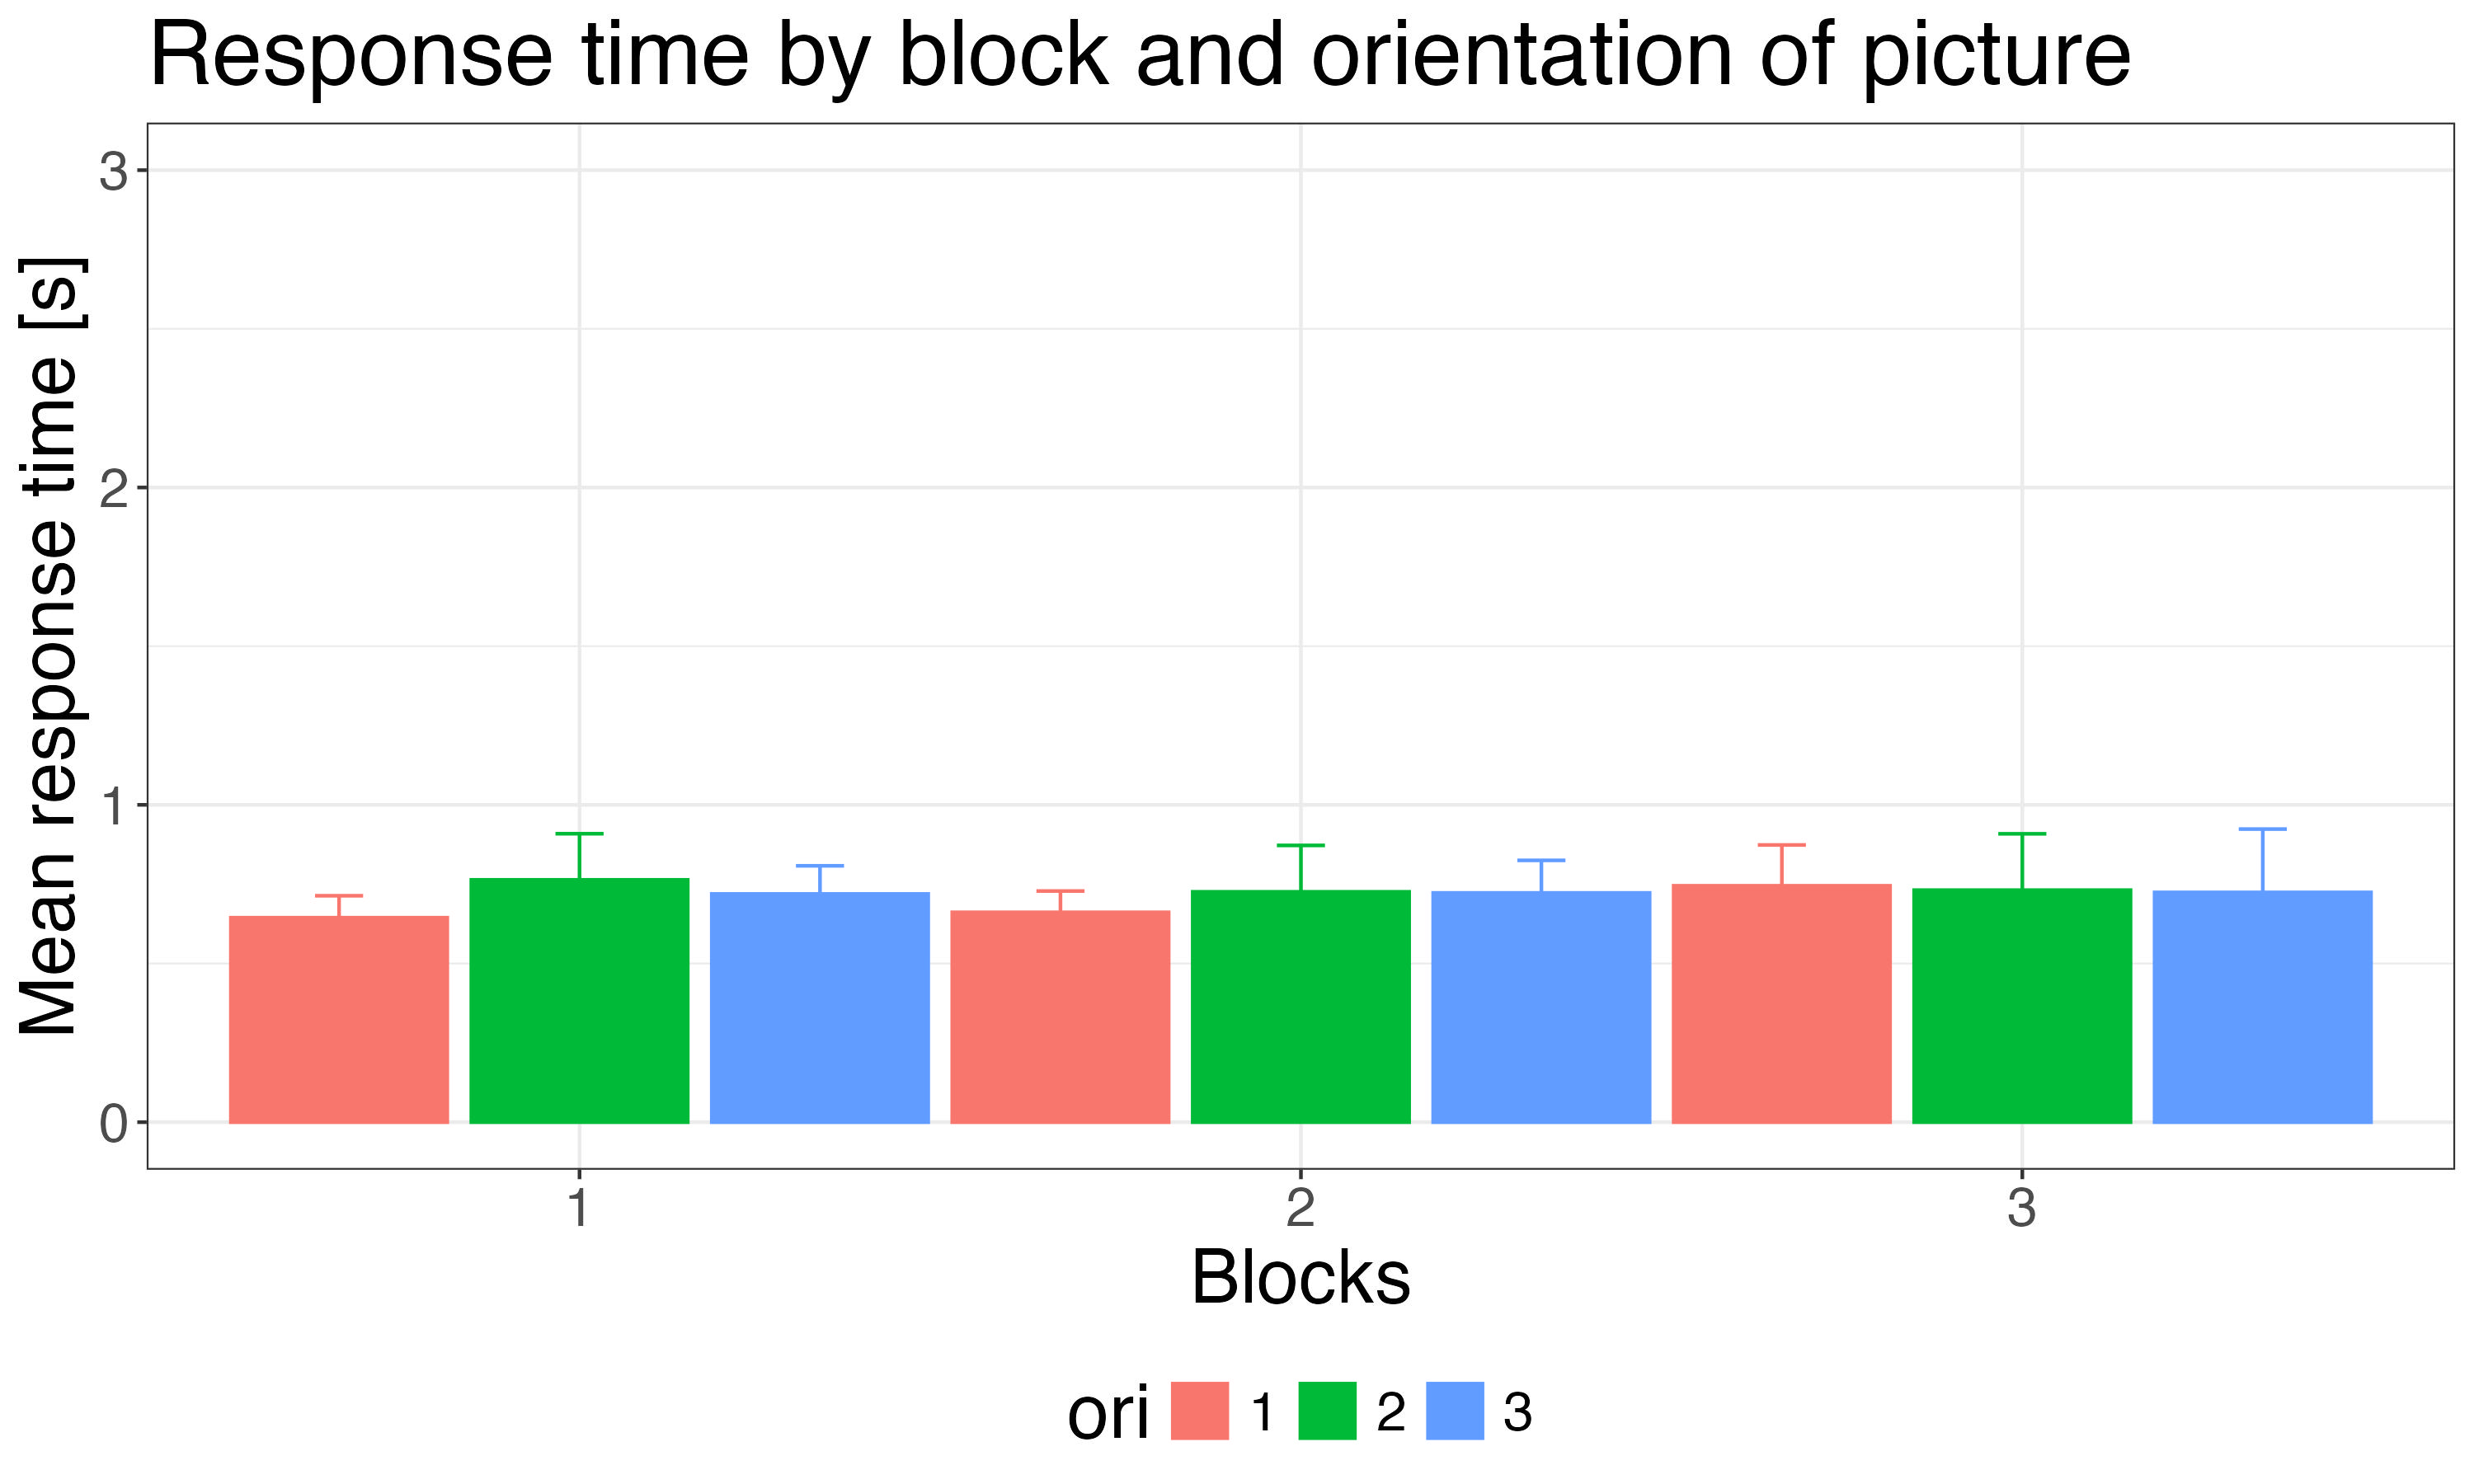 Response time by block and orientation of picture
Mean response time [s]
3
2
1
0
1 2 3
Blocks
ori 1 2 3